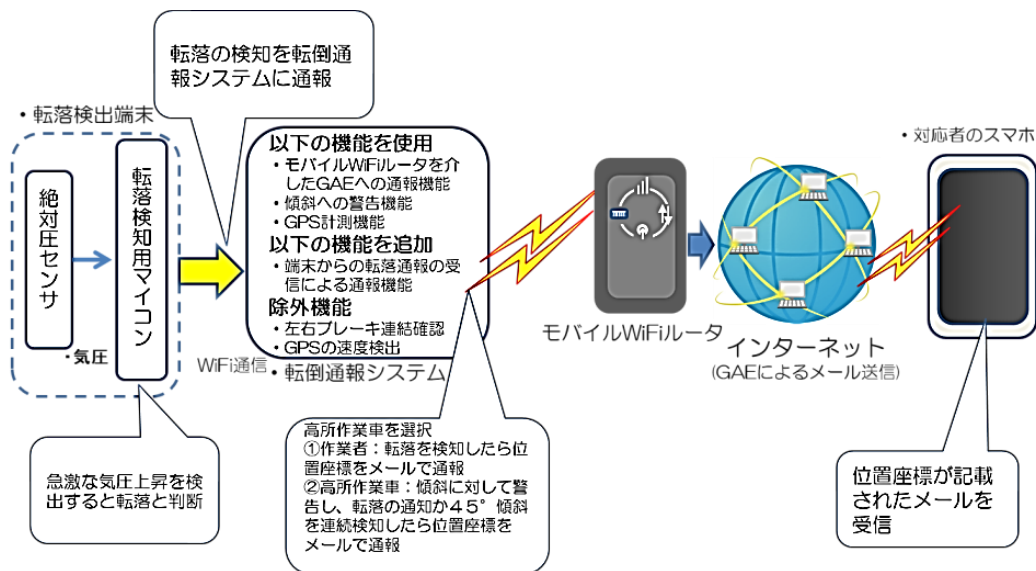 転落の検知を転倒通
報システムに通報
・転落検出端末
絶対圧センサ
・気圧
転落検知用マイコン
WiFi通信
以下の機能を使用
・モバイルWiFiルータを介
したGAEへの通報機能
・傾斜への警告機能
・GPS計測機能
以下の機能を追加
・端末からの転落通報の受
信による通報機能
除外機能
・左右ブレーキ連結確認
・GPSの速度検出
・転倒通報システム
モバイルWiFiルータ
インターネット
(GAEによるメール送信)
・対応者のスマホ
急激な気圧上昇を検
出すると転落と判断
高所作業車を選択
①作業者：転落を検知したら位
置座標をメールで通報
②高所作業車：傾斜に対して警
告し、転落の通知か４５°傾斜
を連続検知したら位置座標を
メールで通報
位置座標が記載
されたメールを
受信